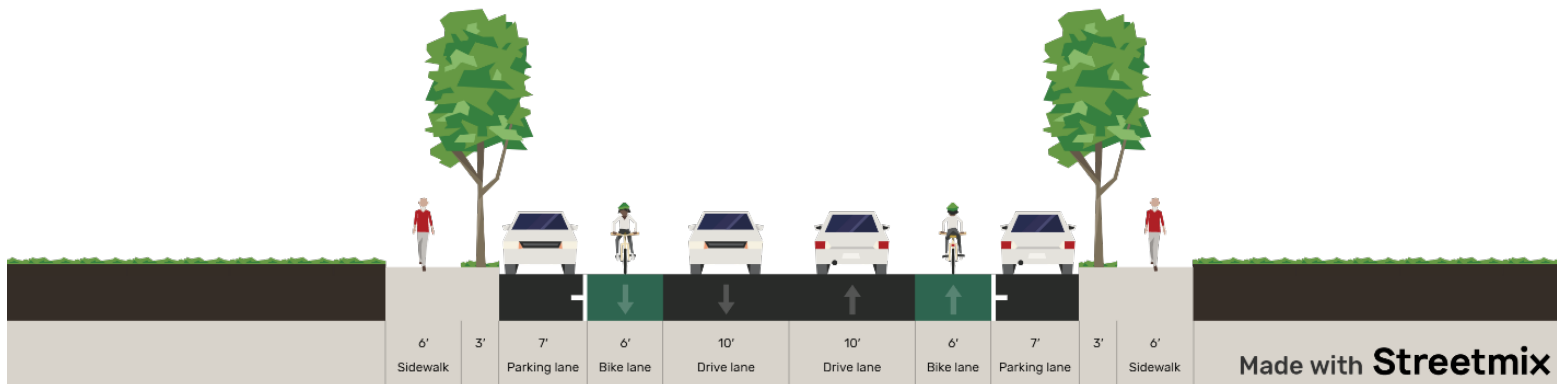 6′ 3′ 7′ 6′ 10′ 10′ 6′ 7′ 3′ 6′
Sidewalk Parking lane Bike lane Drive lane Drive lane Bike lane Parking lane Sidewalk
Made with Streetmix